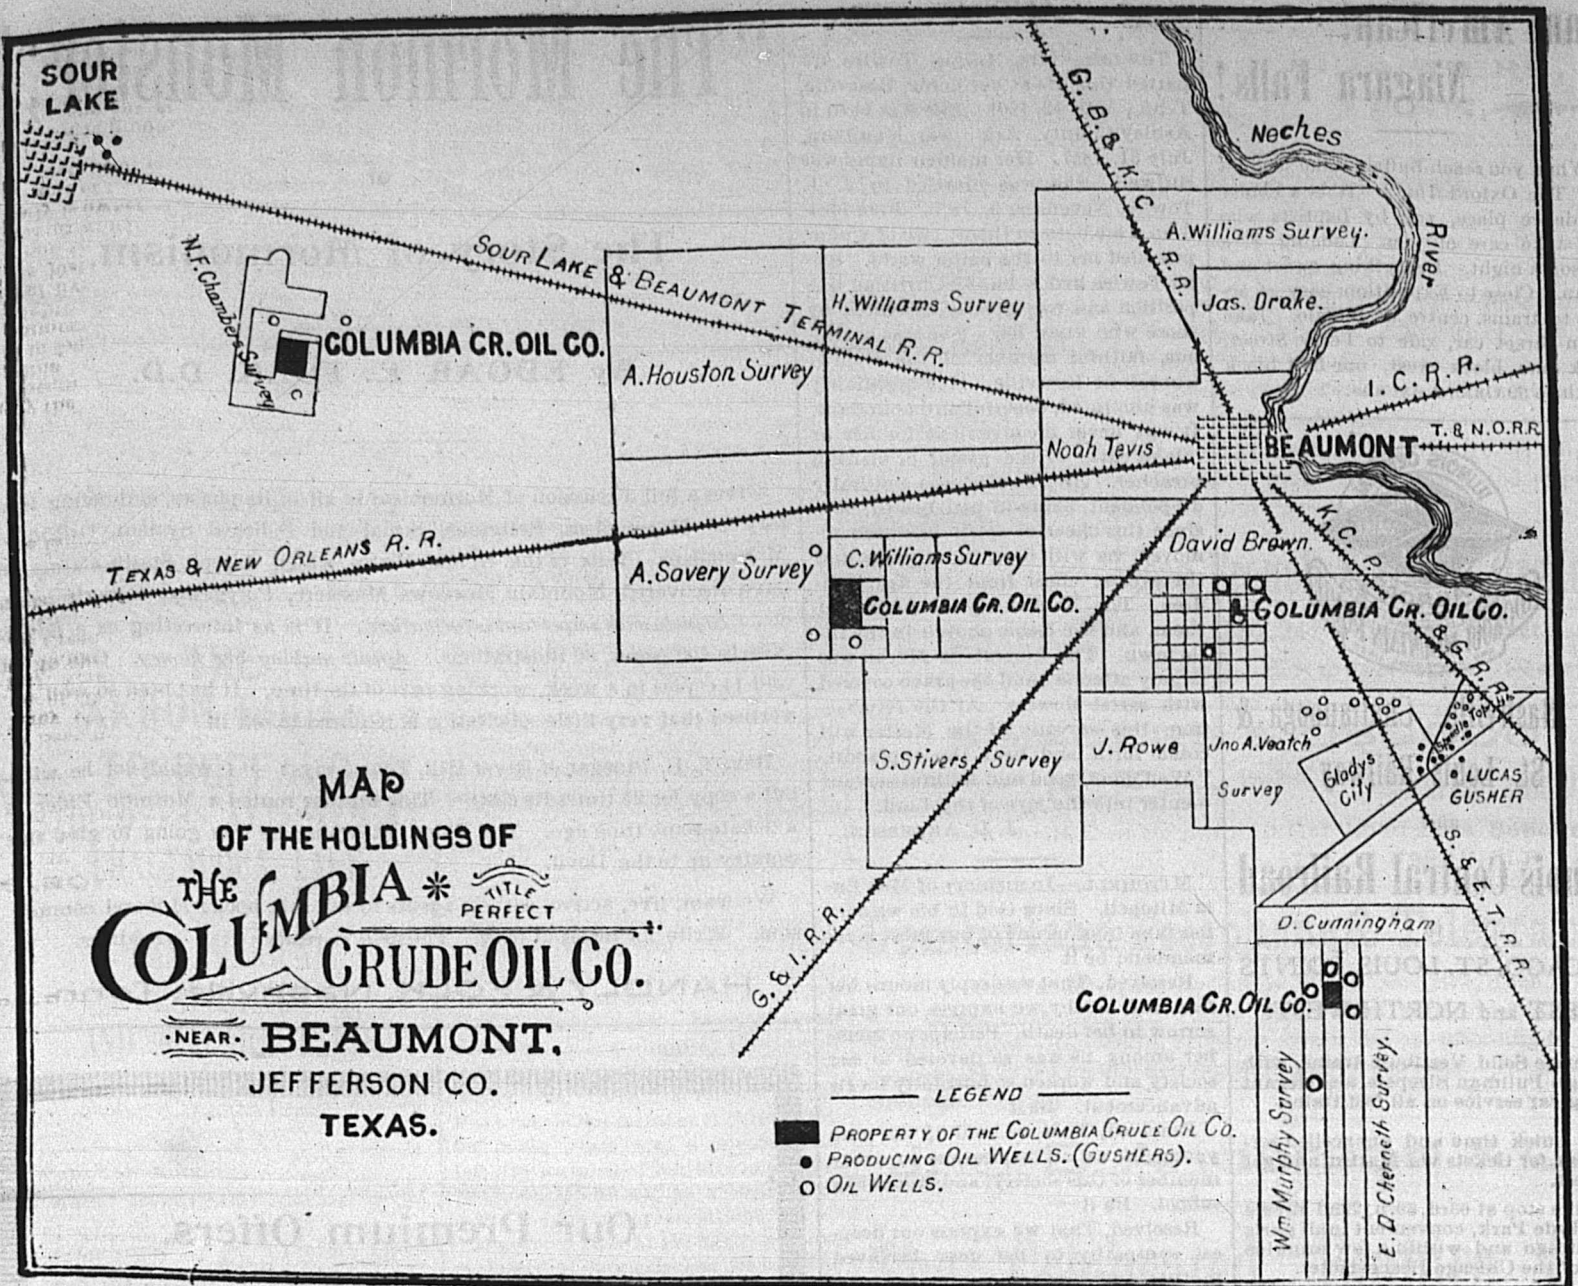 SOUR
LAKE
G. B. & K. C. R. R.
Neches
River
A. Williams Survey.
Jas. Drake.
SOUR LAKE & BEAUMONT TERMINAL R. R.
H. Williams Survey
N.F. Chambers Survey
C
COLUMBIA CR. OIL CO.
A. Houston Survey
I. C. R. R.
T. & N. O. R.R.
BEAUMONT
Noah Tevis
TEXAS & NEW ORLEANS R. R.
A. Savery Survey
C. Williams Survey
David Brown.
K. C. P. & G. R. R.
COLUMBIA CR. OIL CO.
COLUMBIA CR. OIL CO.
S. Stivers Survey
J. Rowe
Jno A. Veatch
Survey
Gladys
City
LUCAS
GUSHER
S. & E. T. R. R.
G. & I. R. R.
D. Cunningham
COLUMBIA CR. OIL CO.
Wm Murphy Survey
E. D. Chenneth Survey.
MAP
OF THE HOLDINGS OF
THE
COLUMBIA
TITLE
PERFECT
CRUDE OIL CO.
NEAR
BEAUMONT,
JEFFERSON CO.
TEXAS.
LEGEND
PROPERTY OF THE COLUMBIA CRUDE OIL CO.
PRODUCING OIL WELLS. (GUSHERS).
OIL WELLS.